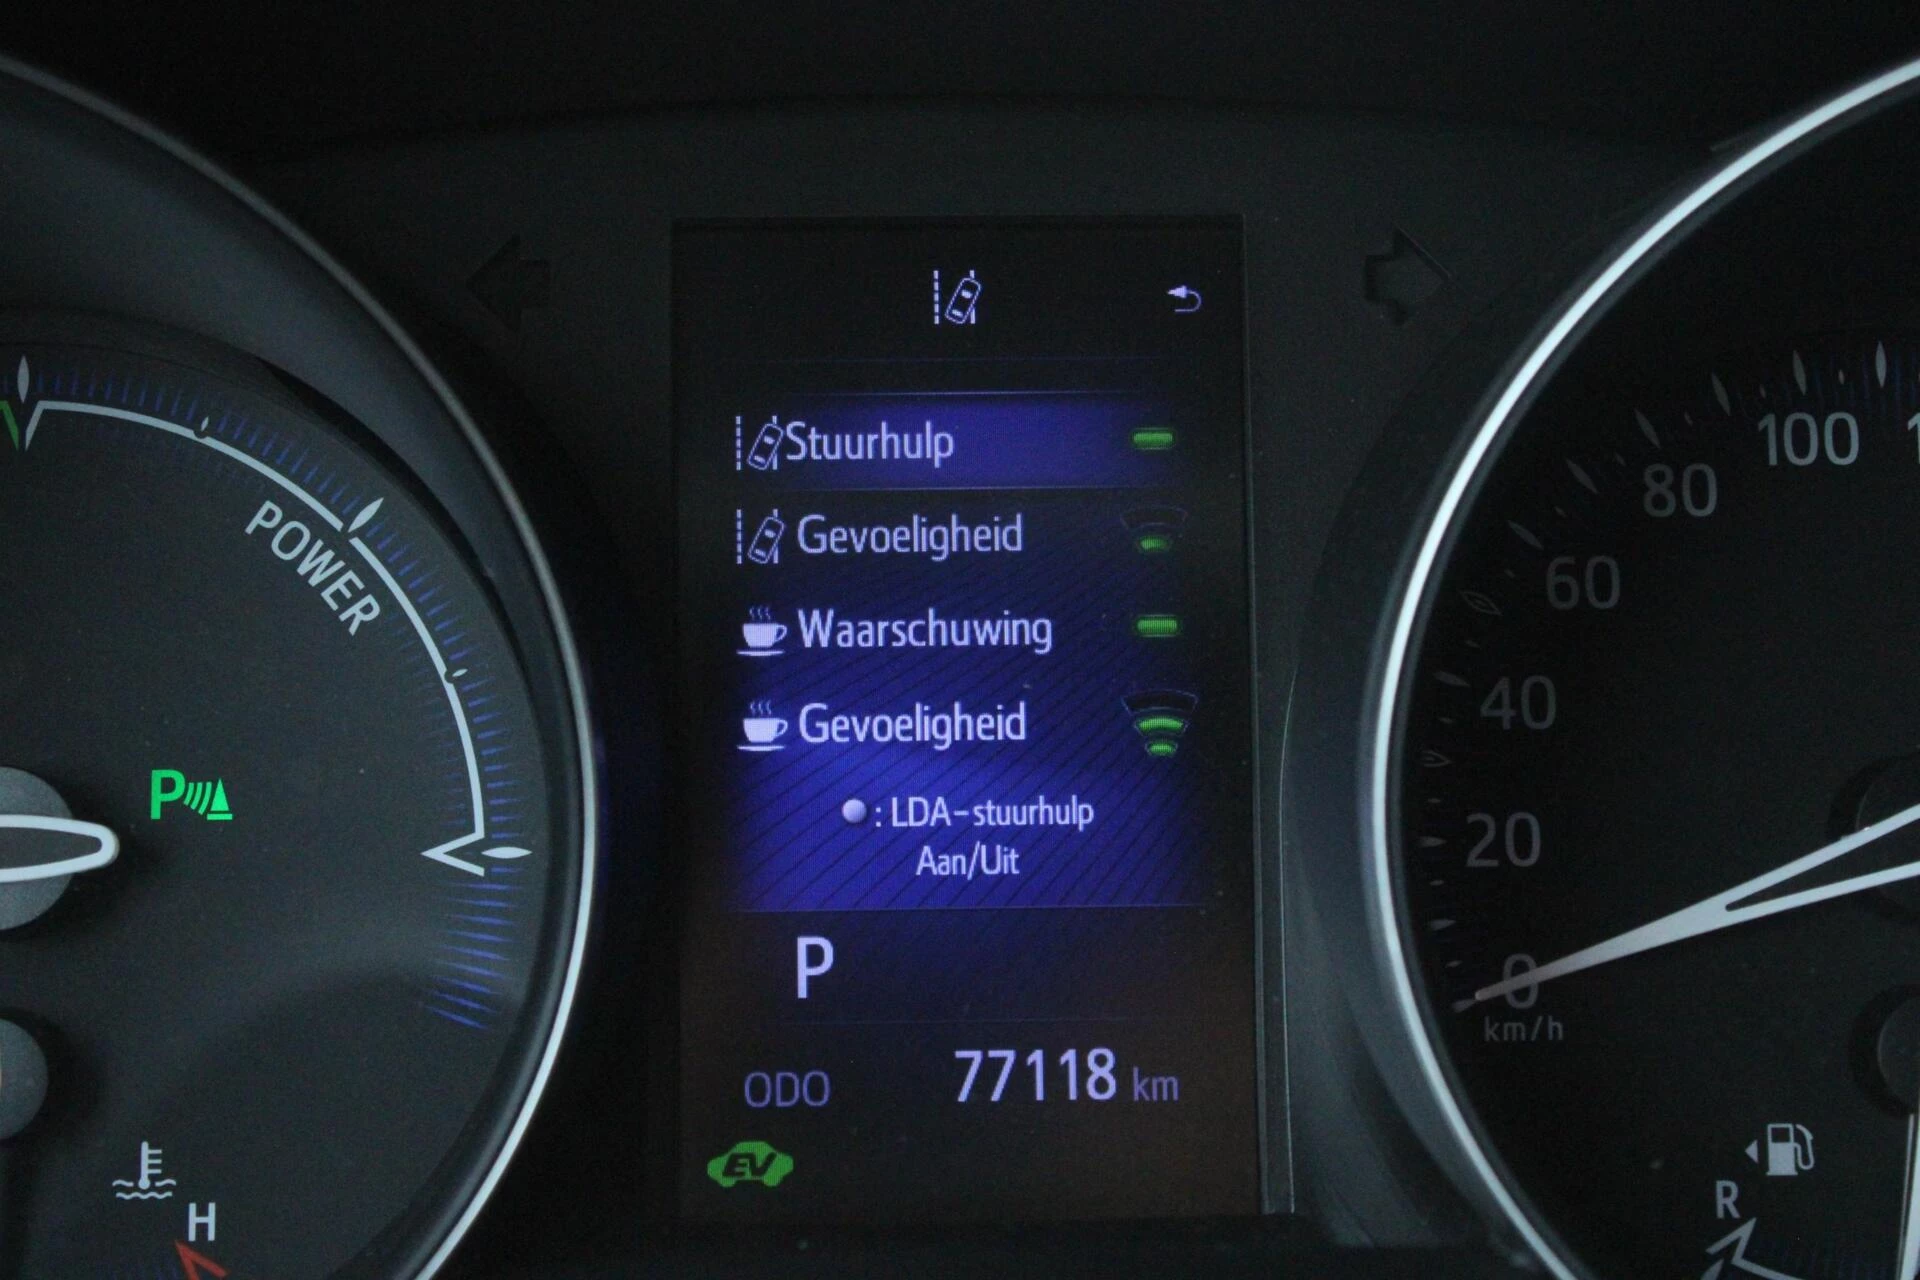 Stuurhulp
Gevoeligheid
Waarschuwing
Gevoeligheid
: LDA-stuurhulp
Aan/Uit
P
ODO 77118 km
EV
POWER
P
H
100
80
60
40
20
0
km/h
R